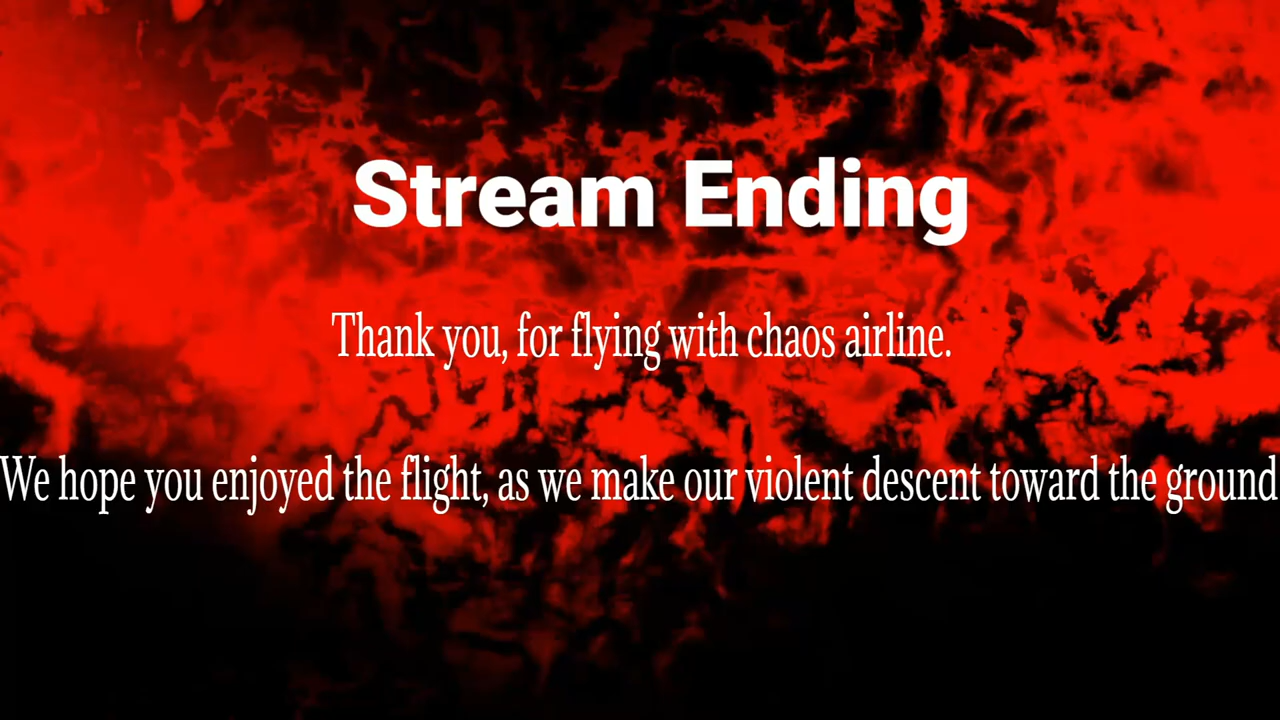 Stream Ending
Thank you, for flying with chaos airline.
We hope you enjoyed the flight, as we make our violent descent toward the ground